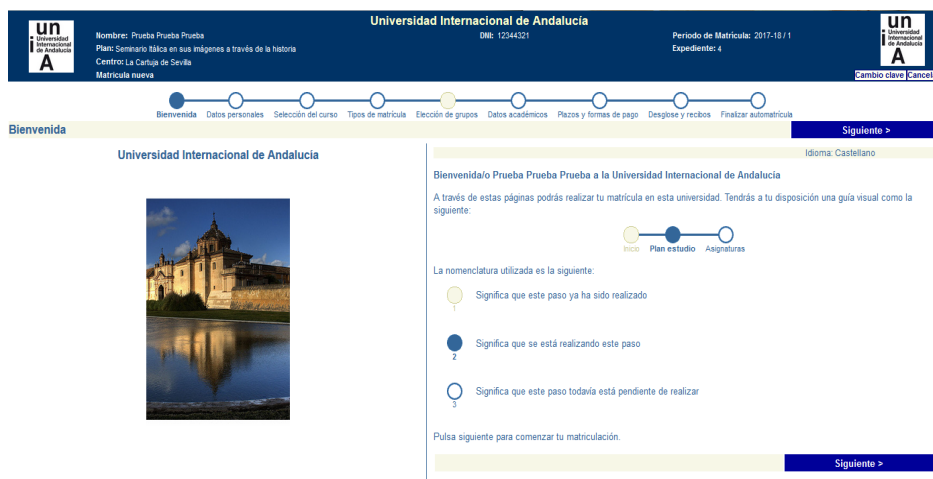 Universidad Internacional de Andalucía
un
i Universidad
Internacional
de Andalucía
A
Nombre: Prueba Prueba Prueba
DNI: 12344321
Periodo de Matrícula: 2017-18 / 1
Plan: Seminario Itálica en sus imágenes a través de la historia
Expediente: 4
Centro: La Cartuja de Sevilla
Matrícula nueva
un
i Universidad
Internacional
de Andalucía
A
Cambio clave Cancela
Bienvenida Datos personales Selección del curso Tipos de matrícula Elección de grupos Datos académicos Plazos y formas de pago Desglose y recibos Finalizar automatrícula
Bienvenida
Siguiente >
Universidad Internacional de Andalucía
Idioma: Castellano
Bienvenida/o Prueba Prueba Prueba a la Universidad Internacional de Andalucía
A través de estas páginas podrás realizar tu matrícula en esta universidad. Tendrás a tu disposición una guía visual como la
siguiente:
Inicio Plan estudio Asignaturas
La nomenclatura utilizada es la siguiente:
Significa que este paso ya ha sido realizado
1
Significa que se está realizando este paso
2
Significa que este paso todavía está pendiente de realizar
3
Pulsa siguiente para comenzar tu matriculación.
Siguiente >